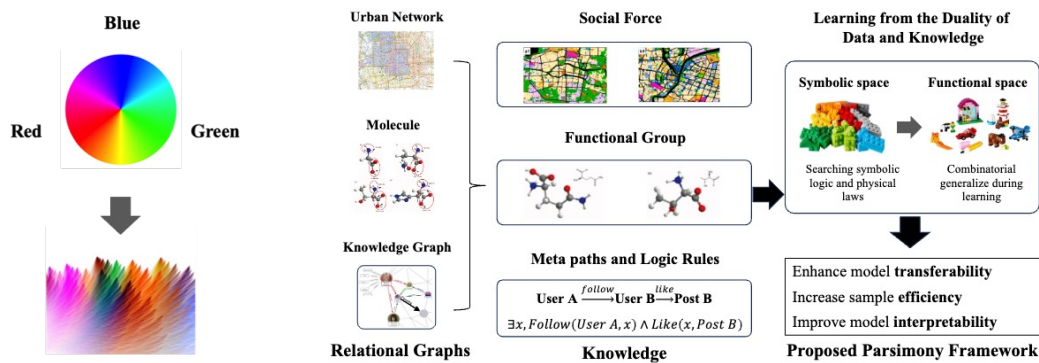 Blue
Red
Green
Urban Network
Molecule
Knowledge Graph
Relational Graphs
Social Force
Functional Group
Meta paths and Logic Rules
follow like
User A → User B → Post B
∃x, Follow(User A, x) ∧ Like(x, Post B)
Knowledge
Learning from the Duality of
Data and Knowledge
Symbolic space
Functional space
Searching symbolic
logic and physical
laws
Combinatorial
generalize during
learning
Enhance model transferability
Increase sample efficiency
Improve model interpretability
Proposed Parsimony Framework